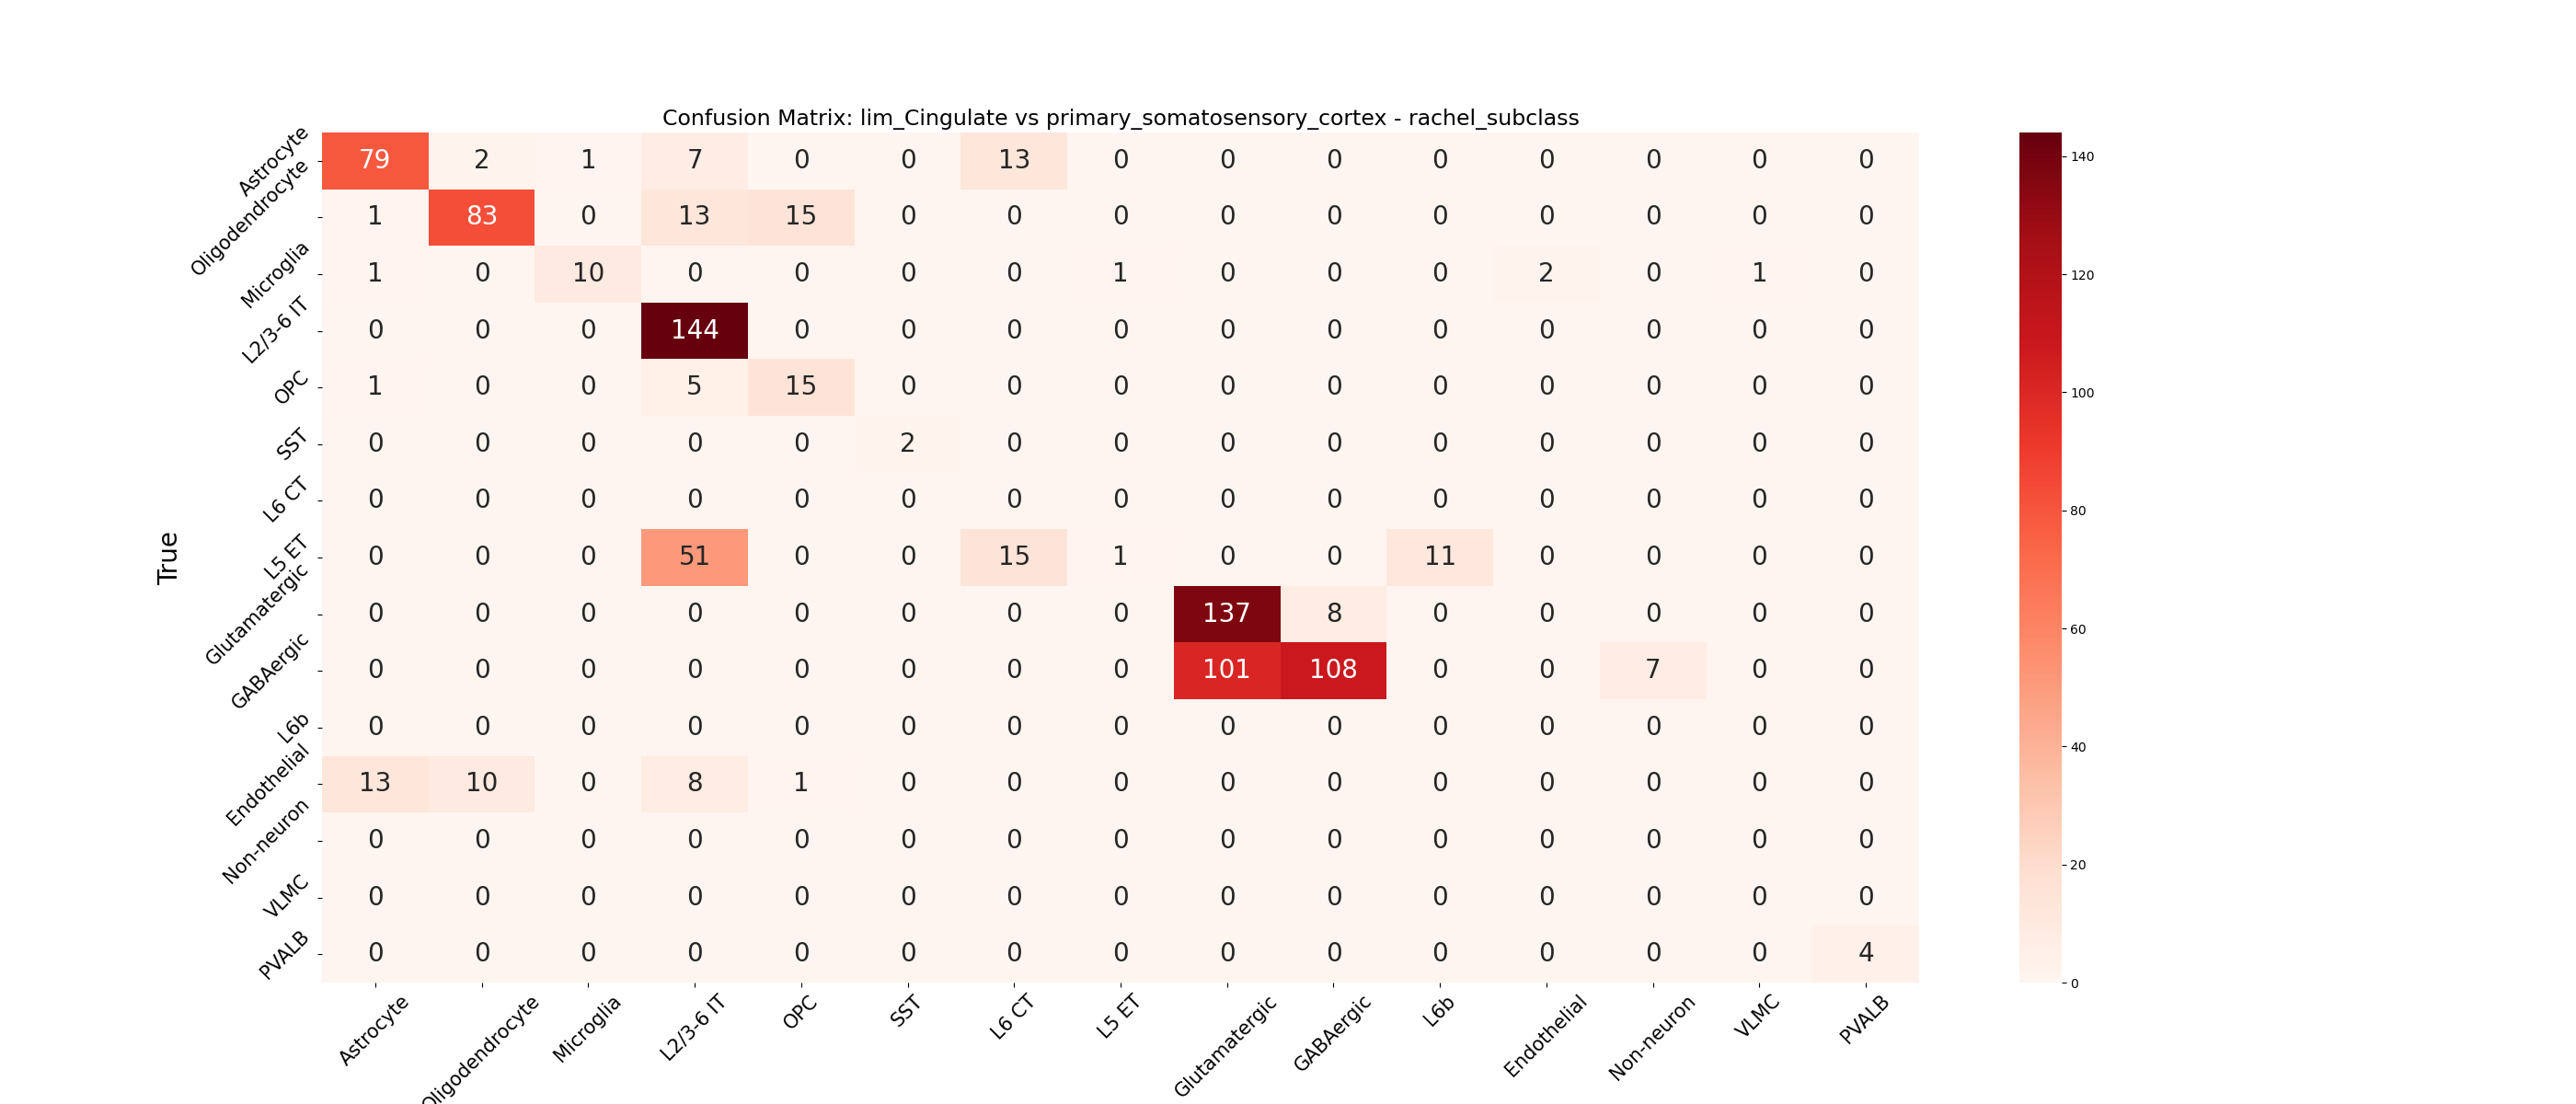 Confusion Matrix: lim_Cingulate vs primary_somatosensory_cortex - rachel_subclass
True
Astrocyte 79 2 1 7 0 0 13 0 0 0 0 0 0 0 0
Oligodendrocyte 1 83 0 13 15 0 0 0 0 0 0 0 0 0 0
Microglia 1 0 10 0 0 0 0 1 0 0 0 2 0 1 0
L2/3-6 IT 0 0 0 144 0 0 0 0 0 0 0 0 0 0 0
OPC 1 0 0 5 15 0 0 0 0 0 0 0 0 0 0
SST 0 0 0 0 0 2 0 0 0 0 0 0 0 0 0
L6 CT 0 0 0 0 0 0 0 0 0 0 0 0 0 0 0
L5 ET 0 0 0 51 0 0 15 1 0 0 11 0 0 0 0
Glutamatergic 0 0 0 0 0 0 0 0 137 8 0 0 0 0 0
GABAergic 0 0 0 0 0 0 0 0 101 108 0 0 7 0 0
L6b 0 0 0 0 0 0 0 0 0 0 0 0 0 0 0
Endothelial 13 10 0 8 1 0 0 0 0 0 0 0 0 0 0
Non-neuron 0 0 0 0 0 0 0 0 0 0 0 0 0 0 0
VLMC 0 0 0 0 0 0 0 0 0 0 0 0 0 0 0
PVALB 0 0 0 0 0 0 0 0 0 0 0 0 0 0 4
Astrocyte Oligodendrocyte Microglia L2/3-6 IT OPC SST L6 CT L5 ET Glutamatergic GABAergic L6b Endothelial Non-neuron VLMC PVALB
140
120
100
80
60
40
20
0